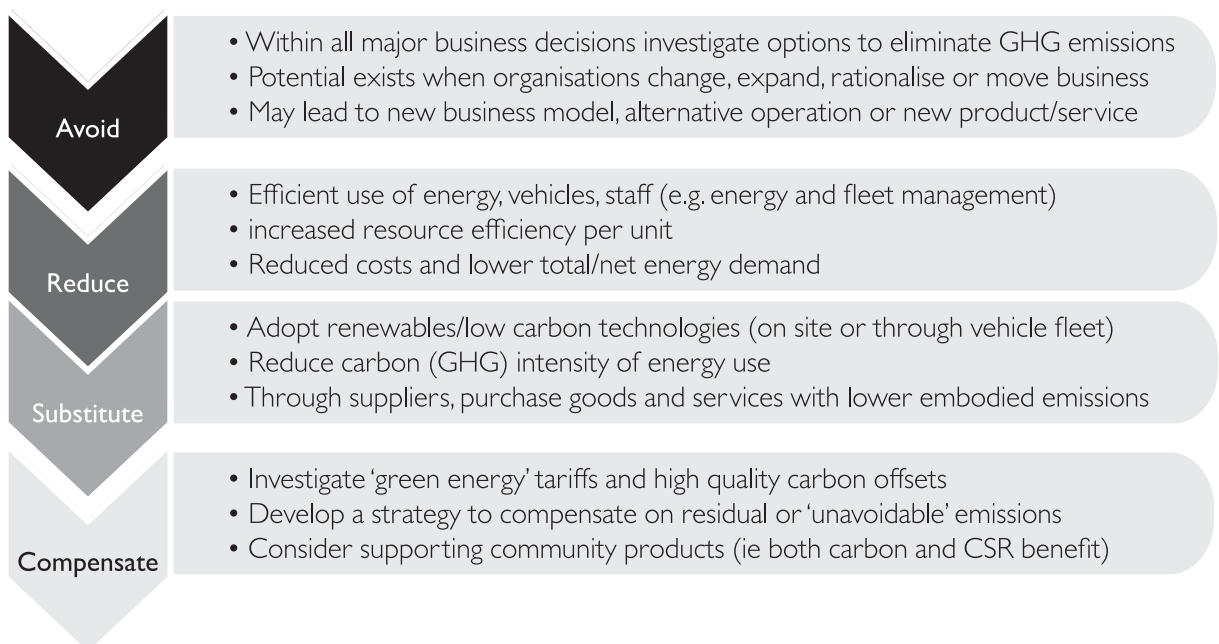 Avoid
• Within all major business decisions investigate options to eliminate GHG emissions
• Potential exists when organisations change, expand, rationalise or move business
• May lead to new business model, alternative operation or new product/service
Reduce
• Efficient use of energy, vehicles, staff (e.g. energy and fleet management)
• increased resource efficiency per unit
• Reduced costs and lower total/net energy demand
Substitute
• Adopt renewables/low carbon technologies (on site or through vehicle fleet)
• Reduce carbon (GHG) intensity of energy use
• Through suppliers, purchase goods and services with lower embodied emissions
Compensate
• Investigate ‘green energy’ tariffs and high quality carbon offsets
• Develop a strategy to compensate on residual or ‘unavoidable’ emissions
• Consider supporting community products (ie both carbon and CSR benefit)